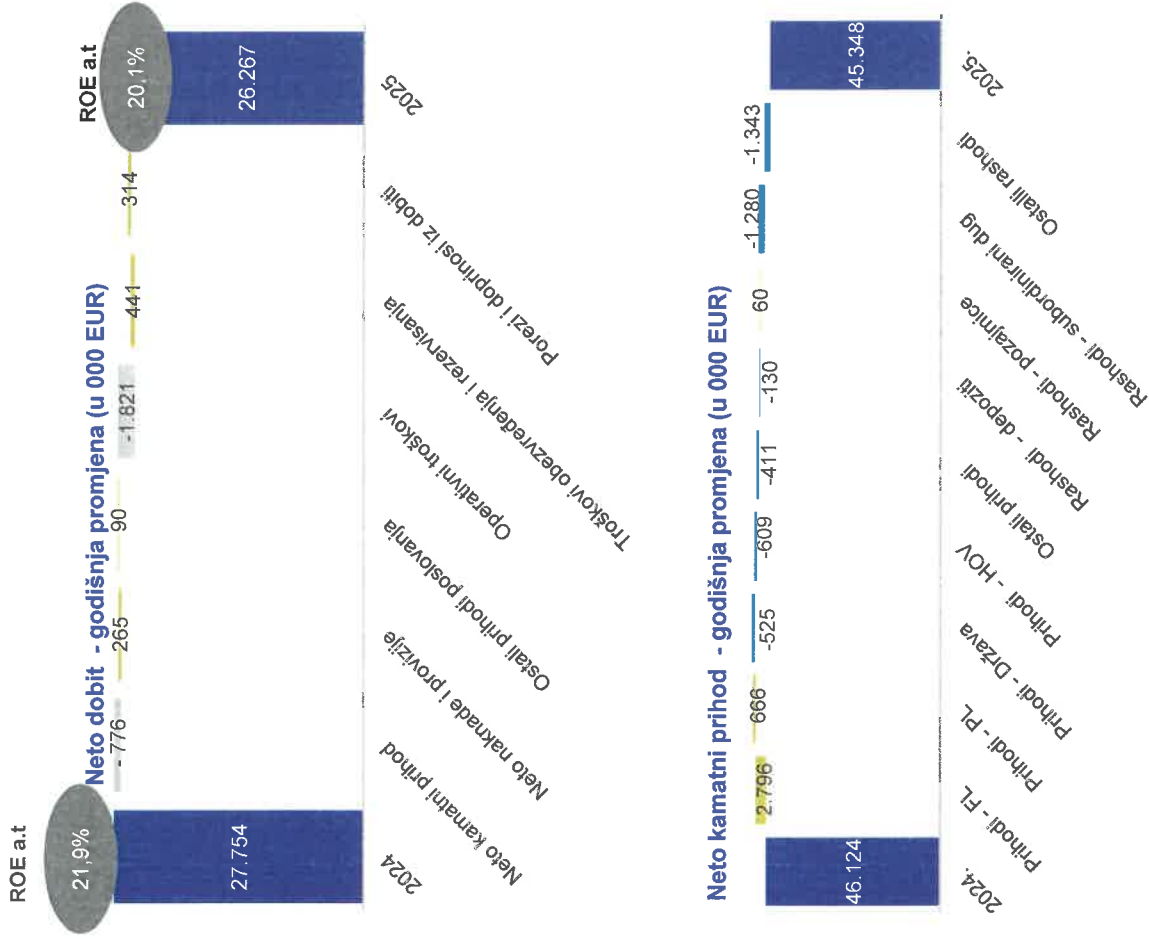 Neto dobit - godišnja promjena (u 000 EUR)
ROE a.t
21,9%
27.754
- 776
265
90
-1.821
441
314
ROE a.t
20,1%
26.267
2024
Neto kamatni prihod
Neto naknade i provizije
Ostali prihodi poslovanja
Operativni troškovi
Troškovi obezvređenja i rezervisanja
Porezi i doprinosi iz dobiti
2025
Neto kamatni prihod - godišnja promjena (u 000 EUR)
46.124
2.796
666
-525
-609
-411
-130
60
-1.280
-1.343
45.348
2024.
Prihodi - FL
Prihodi - PL
Prihodi - Država
Prihodi - HOV
Ostali prihodi
Rashodi - depoziti
Rashodi - pozajmice
Rashodi - subordinirani dug
Ostalli rashodi
2025.